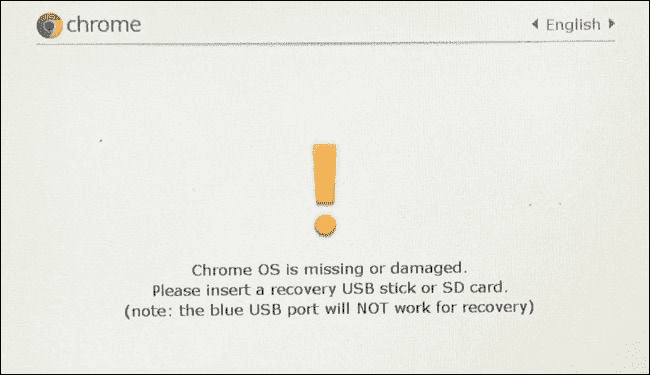 chrome
English
Chrome OS is missing or damaged.
Please insert a recovery USB stick or SD card.
(note: the blue USB port will NOT work for recovery)